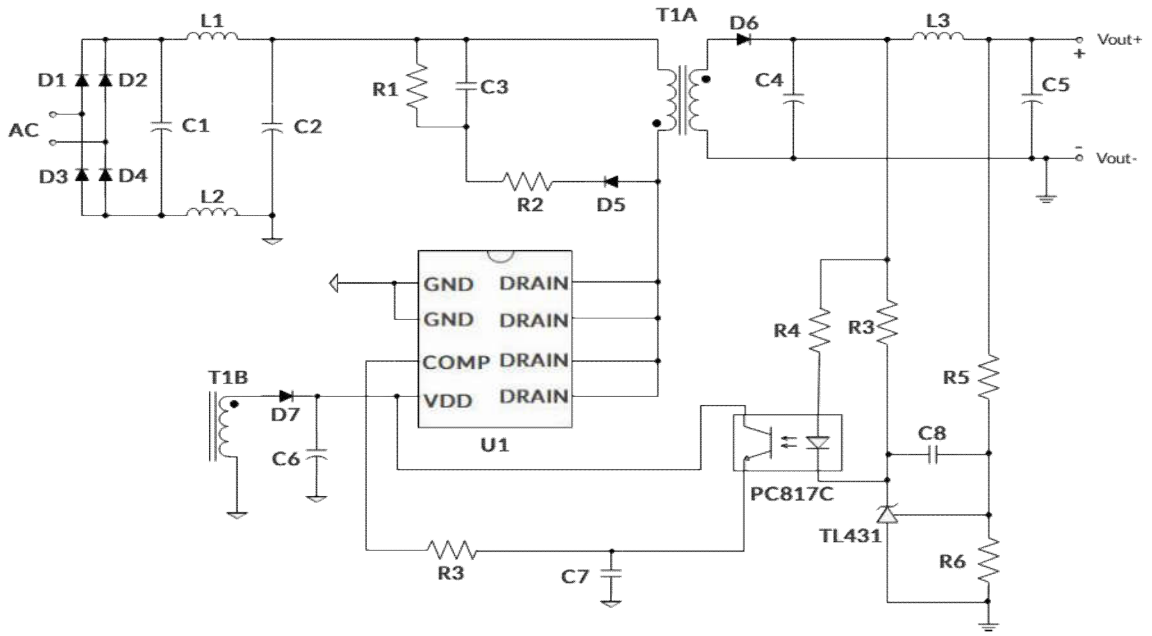 T1A
L1
D6
L3
Vout+
+
D1
D2
R1
C3
C4
C5
AC
C1
C2
-
Vout-
D3
D4
L2
R2
D5
GND DRAIN
GND DRAIN
R4
R3
COMP DRAIN
T1B
R5
VDD DRAIN
D7
U1
C8
C6
PC817C
TL431
R3
C7
R6